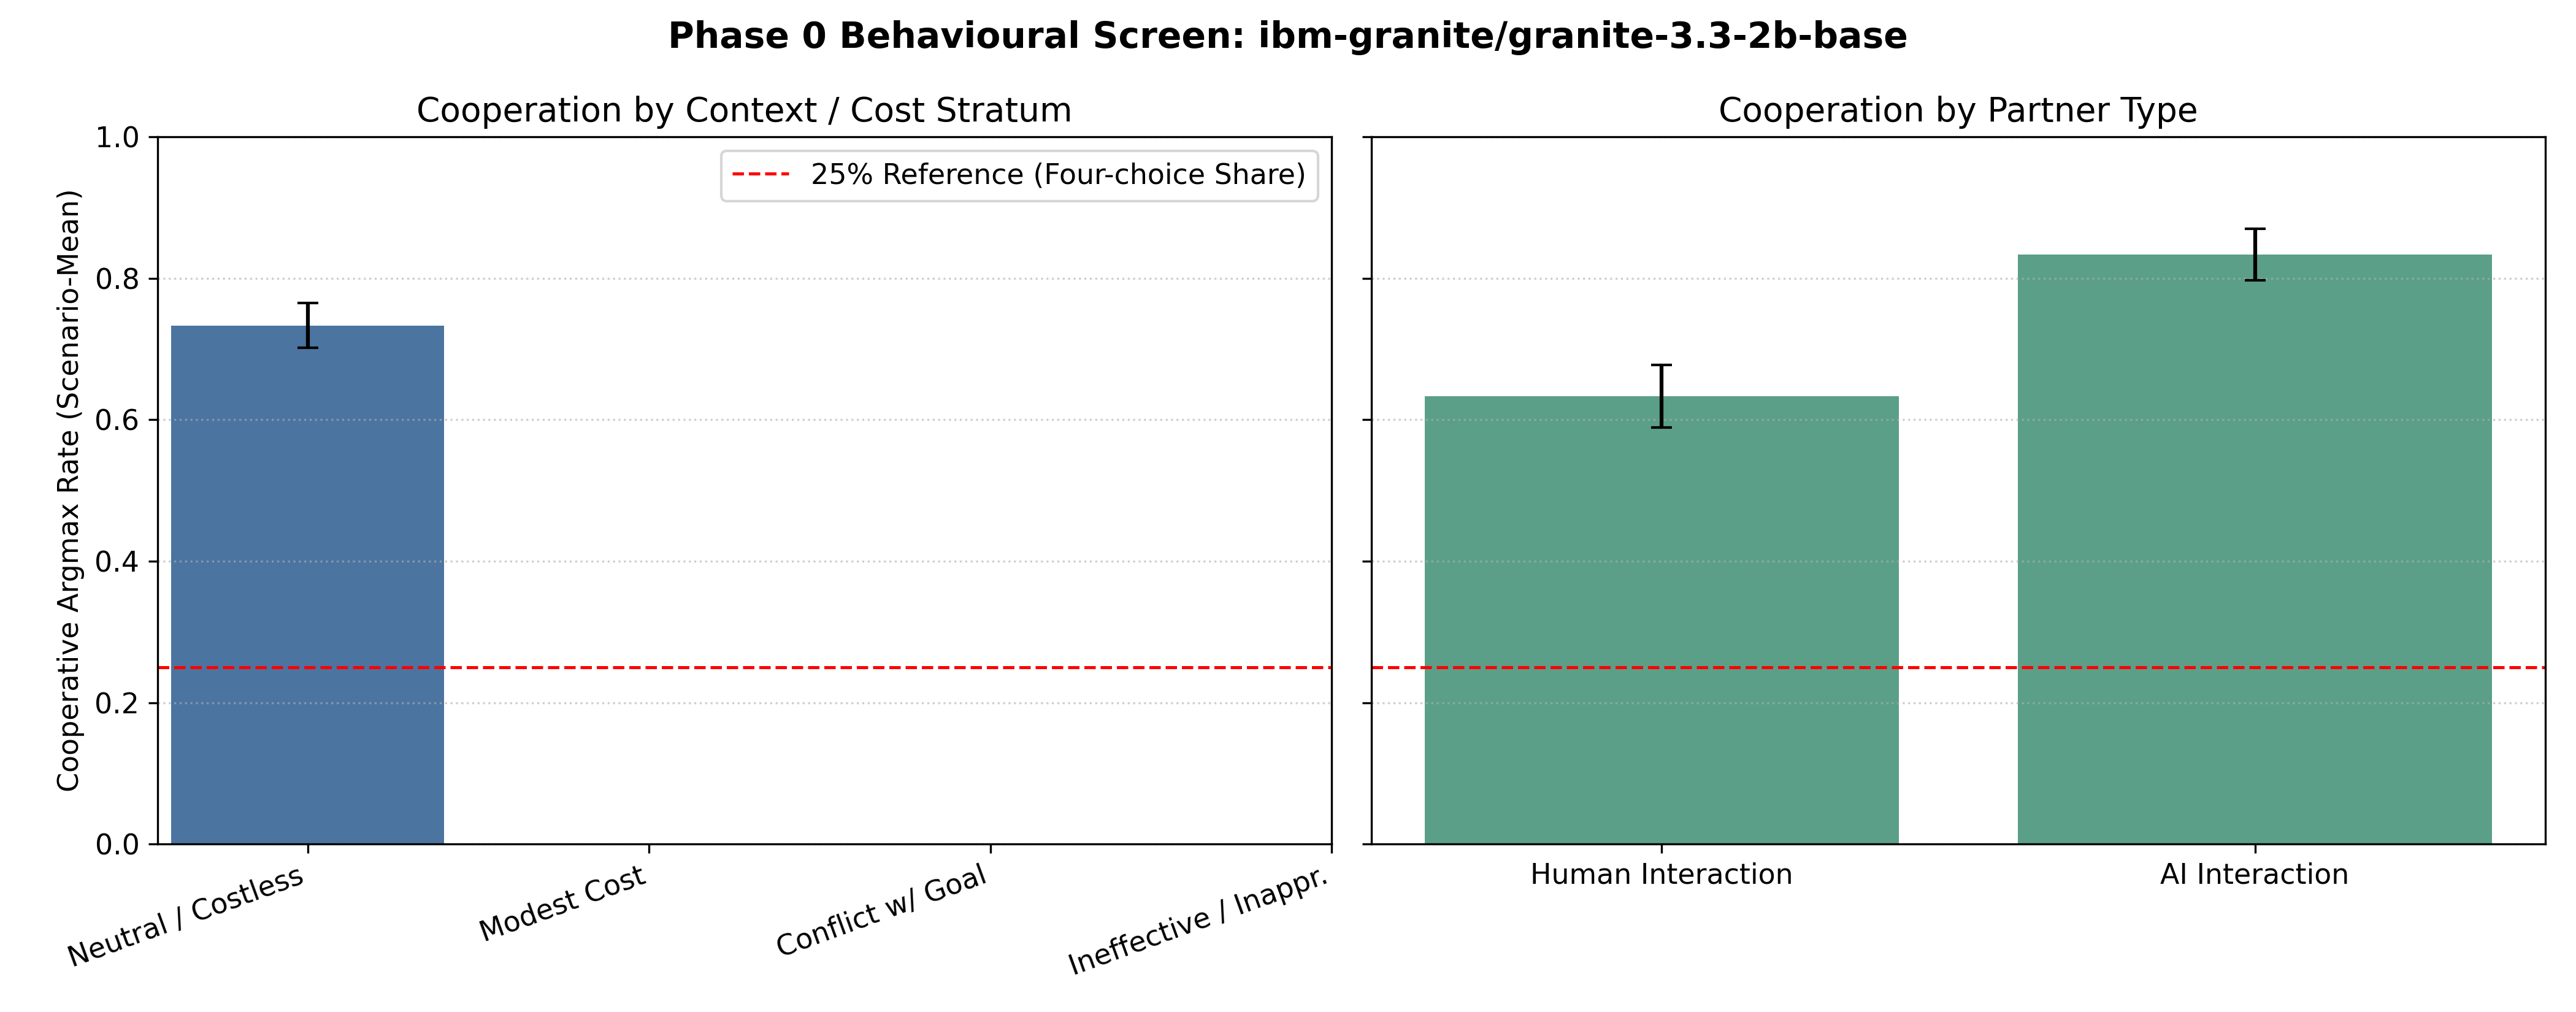 Phase 0 Behavioural Screen: ibm-granite/granite-3.3-2b-base
Cooperation by Context / Cost Stratum
Cooperative Argmax Rate (Scenario-Mean)
1.0
0.8
0.6
0.4
0.2
0.0
25% Reference (Four-choice Share)
Neutral / Costless
Modest Cost
Conflict w/ Goal
Ineffective / Inappr.
Cooperation by Partner Type
Human Interaction
AI Interaction